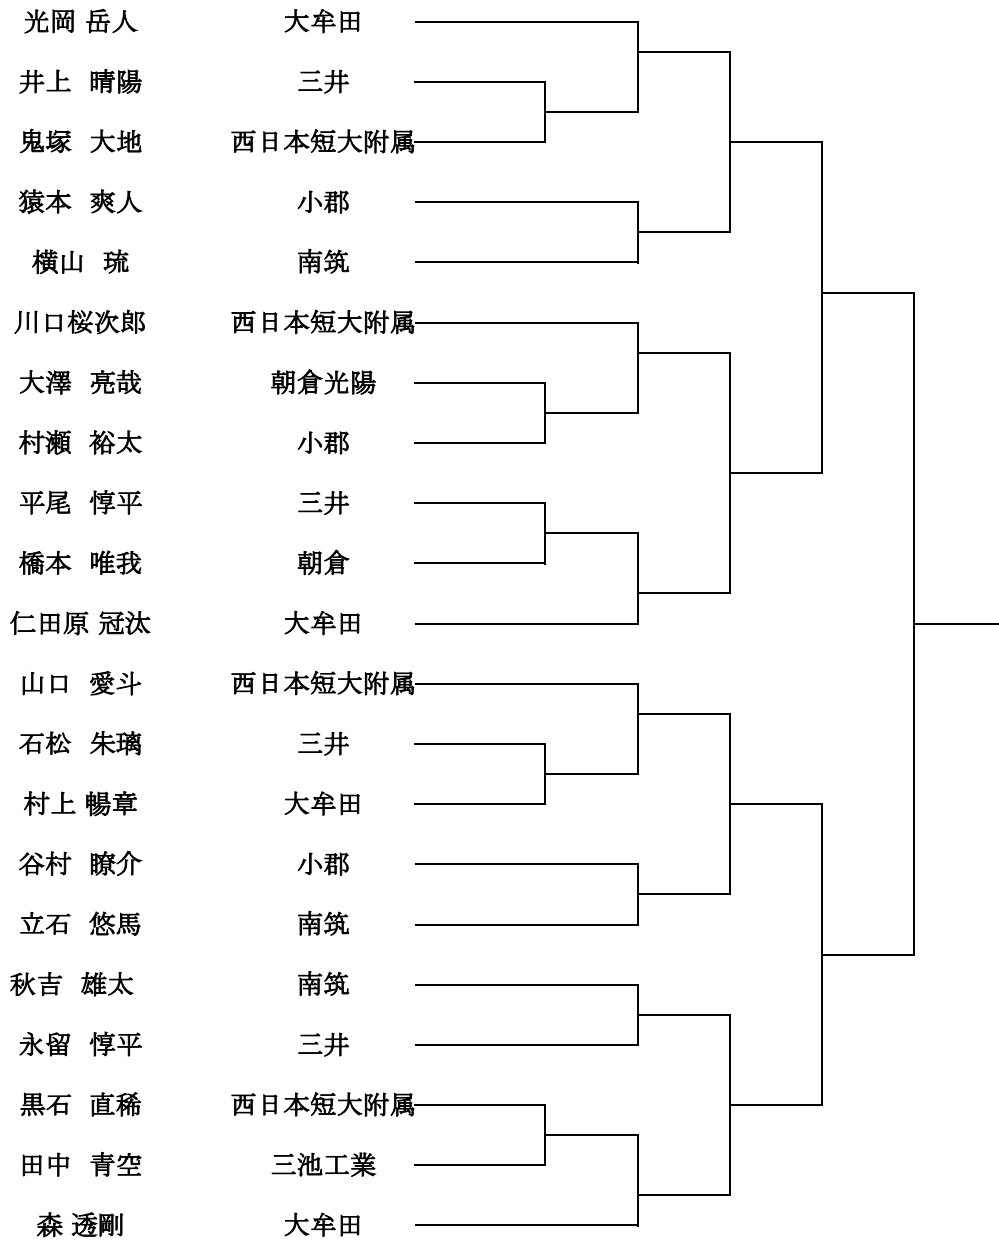 光岡 岳人 大牟田
井上 晴陽 三井
鬼塚 大地 西日本短大附属
猿本 爽人 小郡
横山 琉 南筑
川口桜次郎 西日本短大附属
大澤 亮哉 朝倉光陽
村瀬 裕太 小郡
平尾 惇平 三井
橋本 唯我 朝倉
仁田原 冠汰 大牟田
山口 愛斗 西日本短大附属
石松 朱璃 三井
村上 暢章 大牟田
谷村 瞭介 小郡
立石 悠馬 南筑
秋吉 雄太 南筑
永留 惇平 三井
黒石 直稀 西日本短大附属
田中 青空 三池工業
森 透剛 大牟田